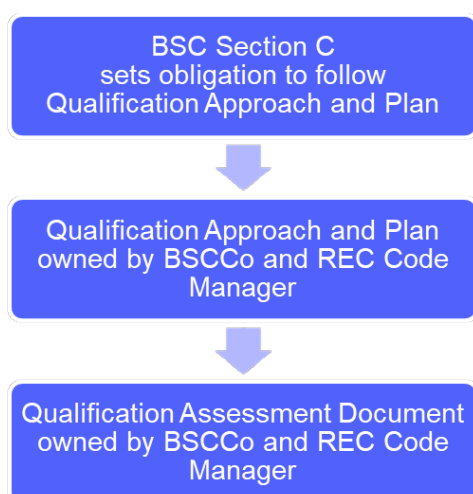 BSC Section C
sets obligation to follow
Qualification Approach and Plan
Qualification Approach and Plan
owned by BSCCo and REC Code
Manager
Qualification Assessment Document
owned by BSCCo and REC Code
Manager